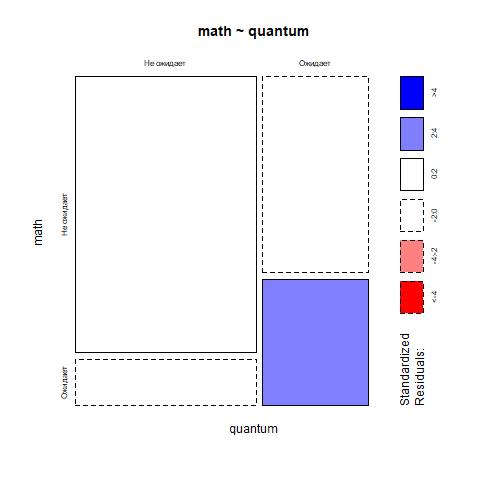 math ~ quantum
Не ожидает
Ожидает
Не ожидает
Ожидает
math
quantum
>4
2:4
0:2
-2:0
-4:-2
<-4
Standardized
Residuals: